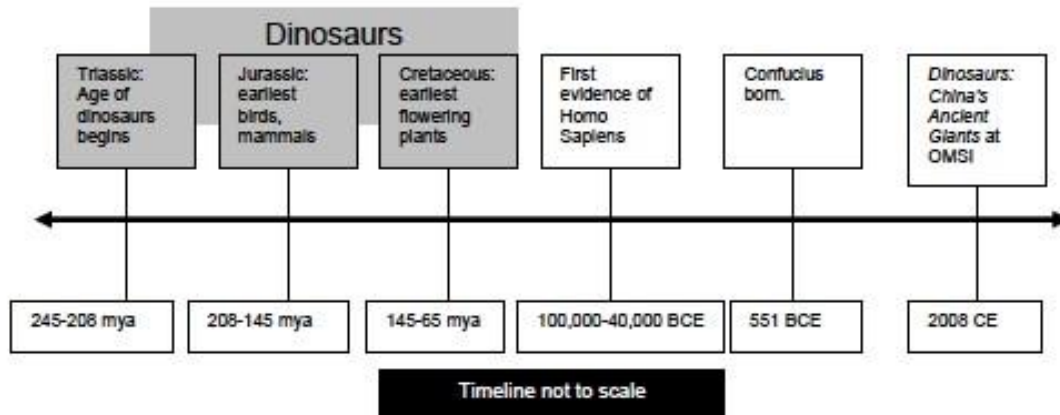 Dinosaurs
Triassic:
Age of
dinosaurs
begins
Jurassic:
earliest
birds,
mammals
Cretaceous:
earliest
flowering
plants
First
evidence of
Homo
Sapiens
Confucius
born.
Dinosaurs:
China's
Ancient
Giants at
OMSI
245-208 mya
208-145 mya
145-65 mya
100,000-40,000 BCE
551 BCE
2008 CE
Timeline not to scale